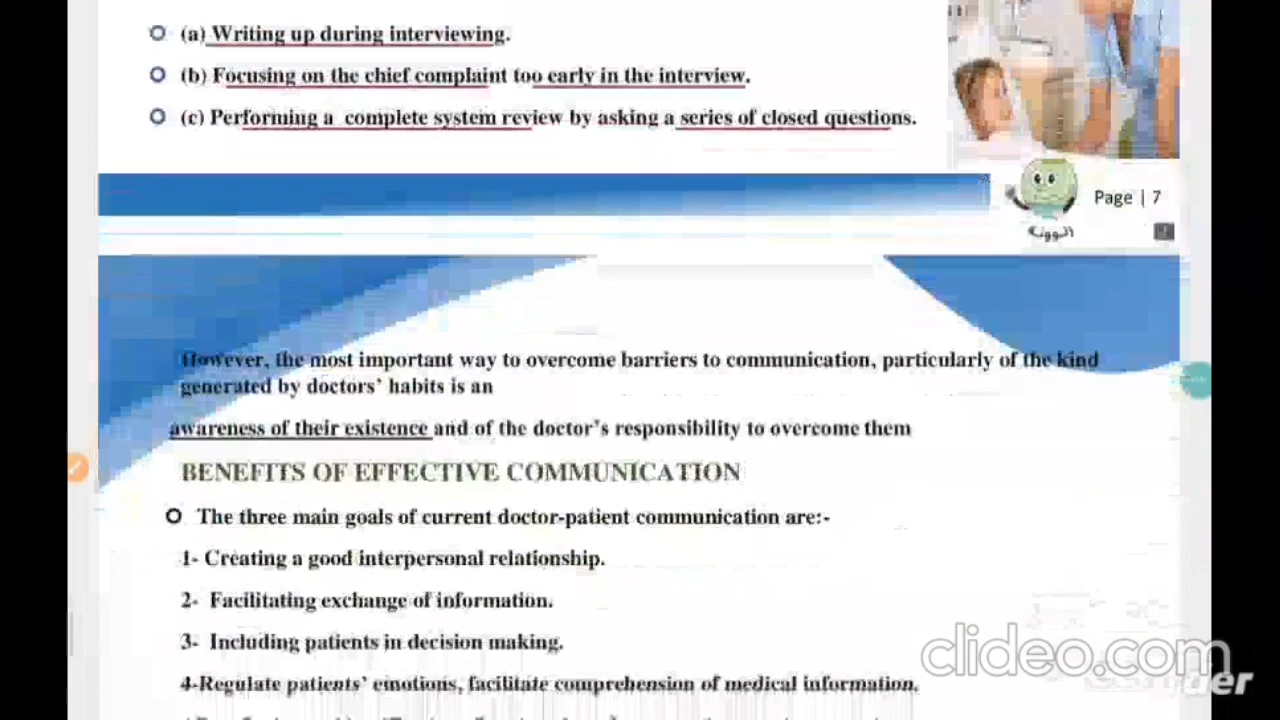 (a) Writing up during interviewing.
(b) Focusing on the chief complaint too early in the interview.
(c) Performing a complete system review by asking a series of closed questions.
Page | 7
However, the most important way to overcome barriers to communication, particularly of the kind
generated by doctors' habits is an
awareness of their existence and of the doctor's responsibility to overcome them
BENEFITS OF EFFECTIVE COMMUNICATION
The three main goals of current doctor-patient communication are:-
1- Creating a good interpersonal relationship.
2- Facilitating exchange of information.
3- Including patients in decision making.
4-Regulate patients' emotions, facilitate comprehension of medical information.
clideo.com